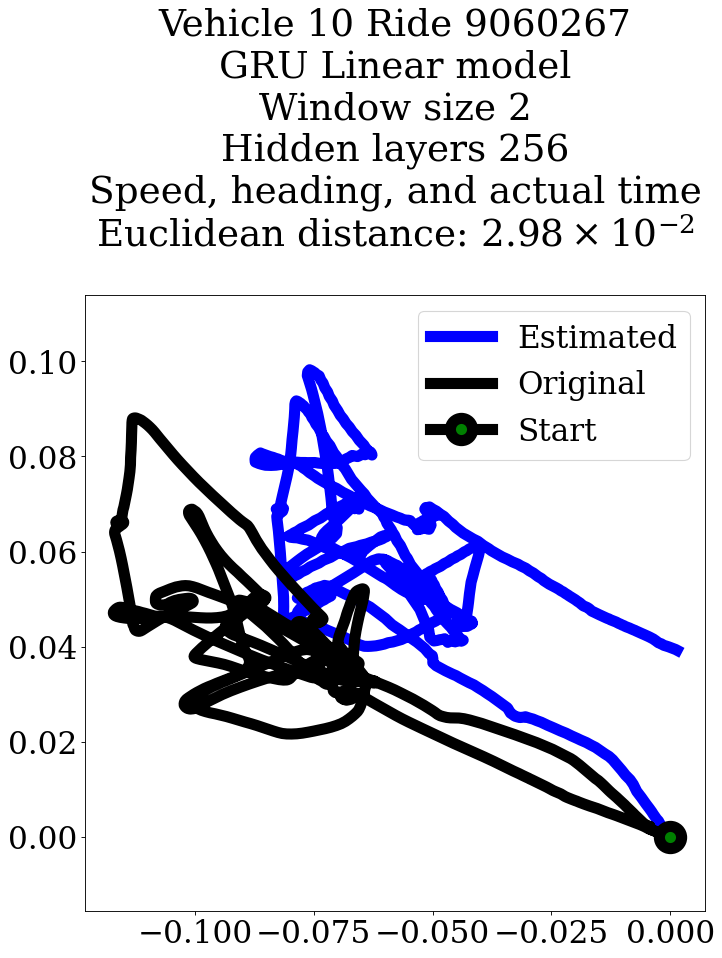 Vehicle 10 Ride 9060267
GRU Linear model
Window size 2
Hidden layers 256
Speed, heading, and actual time
Euclidean distance: 2.98 × 10⁻²
Estimated
Original
Start
0.10
0.08
0.06
0.04
0.02
0.00
−0.100 −0.075 −0.050 −0.025 0.000